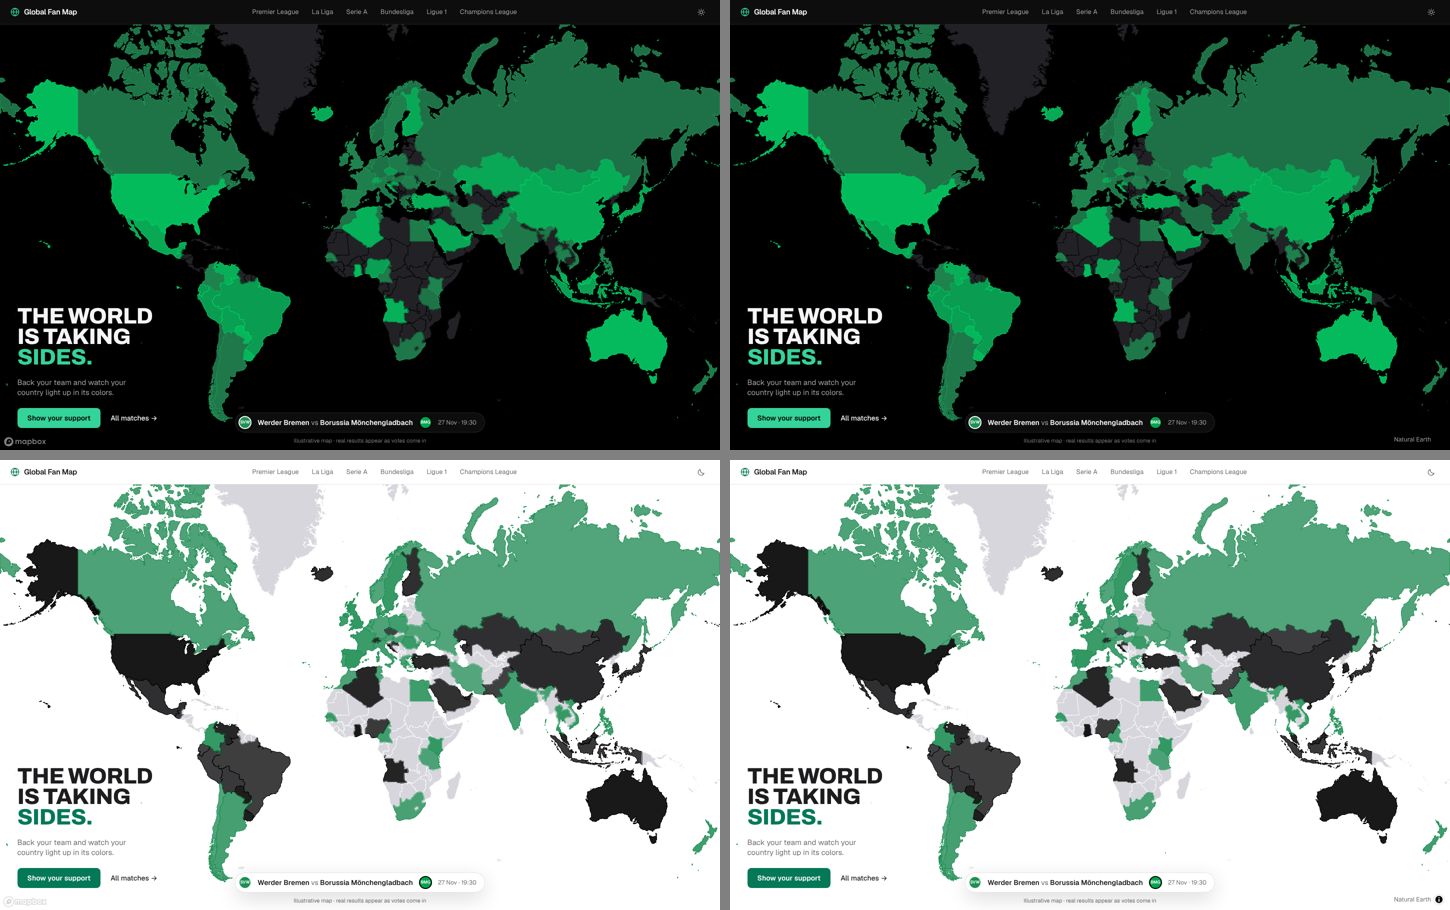 Global Fan Map
Premier League La Liga Serie A Bundesliga Ligue 1 Champions League
THE WORLD
IS TAKING
SIDES.
Back your team and watch your
country light up in its colors.
Show your support All matches →
SVW Werder Bremen vs Borussia Mönchengladbach BMG 27 Nov · 19:30
Illustrative map · real results appear as votes come in
mapbox
Global Fan Map
Premier League La Liga Serie A Bundesliga Ligue 1 Champions League
THE WORLD
IS TAKING
SIDES.
Back your team and watch your
country light up in its colors.
Show your support All matches →
SVW Werder Bremen vs Borussia Mönchengladbach BMG 27 Nov · 19:30
Illustrative map · real results appear as votes come in
Natural Earth
Global Fan Map
Premier League La Liga Serie A Bundesliga Ligue 1 Champions League
THE WORLD
IS TAKING
SIDES.
Back your team and watch your
country light up in its colors.
Show your support All matches →
SVW Werder Bremen vs Borussia Mönchengladbach BMG 27 Nov · 19:30
Illustrative map · real results appear as votes come in
mapbox
Global Fan Map
Premier League La Liga Serie A Bundesliga Ligue 1 Champions League
THE WORLD
IS TAKING
SIDES.
Back your team and watch your
country light up in its colors.
Show your support All matches →
SVW Werder Bremen vs Borussia Mönchengladbach BMG 27 Nov · 19:30
Illustrative map · real results appear as votes come in
Natural Earth